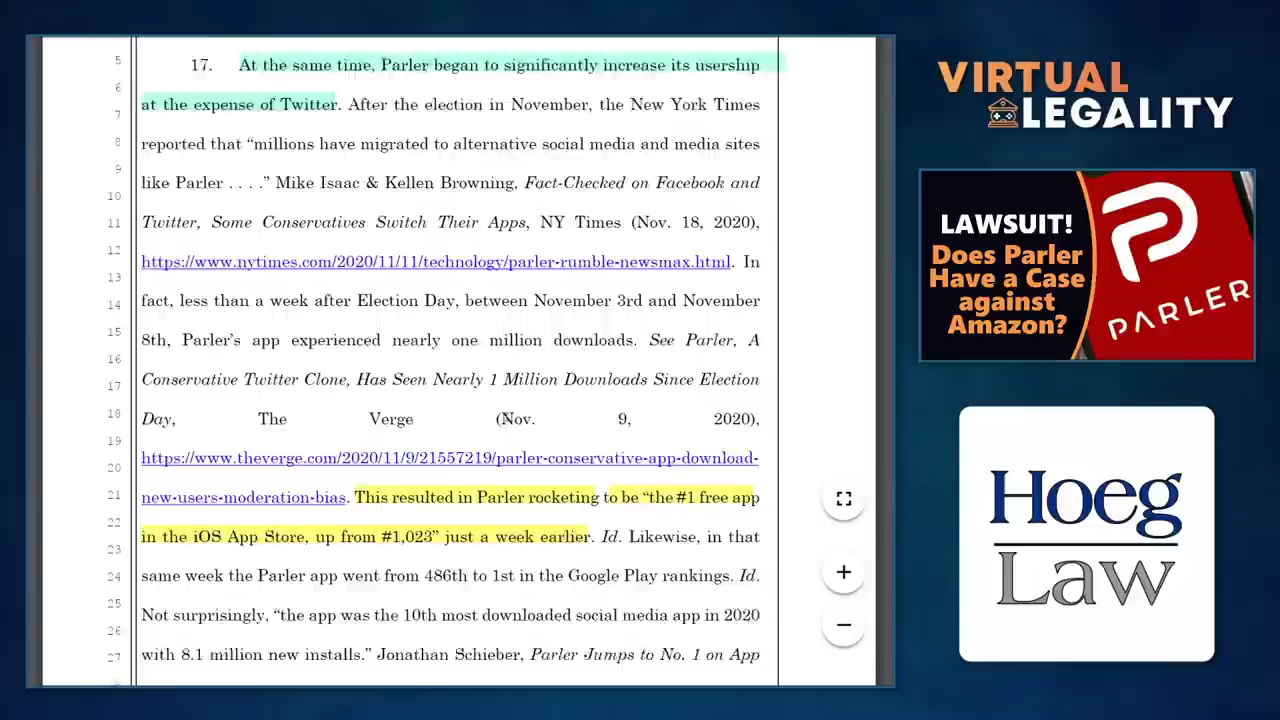 5
17. At the same time, Parler began to significantly increase its usership
6
at the expense of Twitter. After the election in November, the New York Times
7
reported that “millions have migrated to alternative social media and media sites
8
9
like Parler . . . .” Mike Isaac & Kellen Browning, Fact-Checked on Facebook and
10
Twitter, Some Conservatives Switch Their Apps, NY Times (Nov. 18, 2020),
11
12
https://www.nytimes.com/2020/11/11/technology/parler-rumble-newsmax.html. In
13
fact, less than a week after Election Day, between November 3rd and November
14
15
8th, Parler’s app experienced nearly one million downloads. See Parler, A
16
Conservative Twitter Clone, Has Seen Nearly 1 Million Downloads Since Election
17
18
Day, The Verge (Nov. 9, 2020),
19
https://www.theverge.com/2020/11/9/21557219/parler-conservative-app-download-
20
new-users-moderation-bias. This resulted in Parler rocketing to be “the #1 free app
21
22
in the iOS App Store, up from #1,023” just a week earlier. Id. Likewise, in that
23
same week the Parler app went from 486th to 1st in the Google Play rankings. Id.
24
25
Not surprisingly, “the app was the 10th most downloaded social media app in 2020
26
with 8.1 million new installs.” Jonathan Schieber, Parler Jumps to No. 1 on App
27
VIRTUAL
LEGALITY
LAWSUIT!
Does Parler
Have a Case
against
Amazon?
PARLER
Hoeg
Law